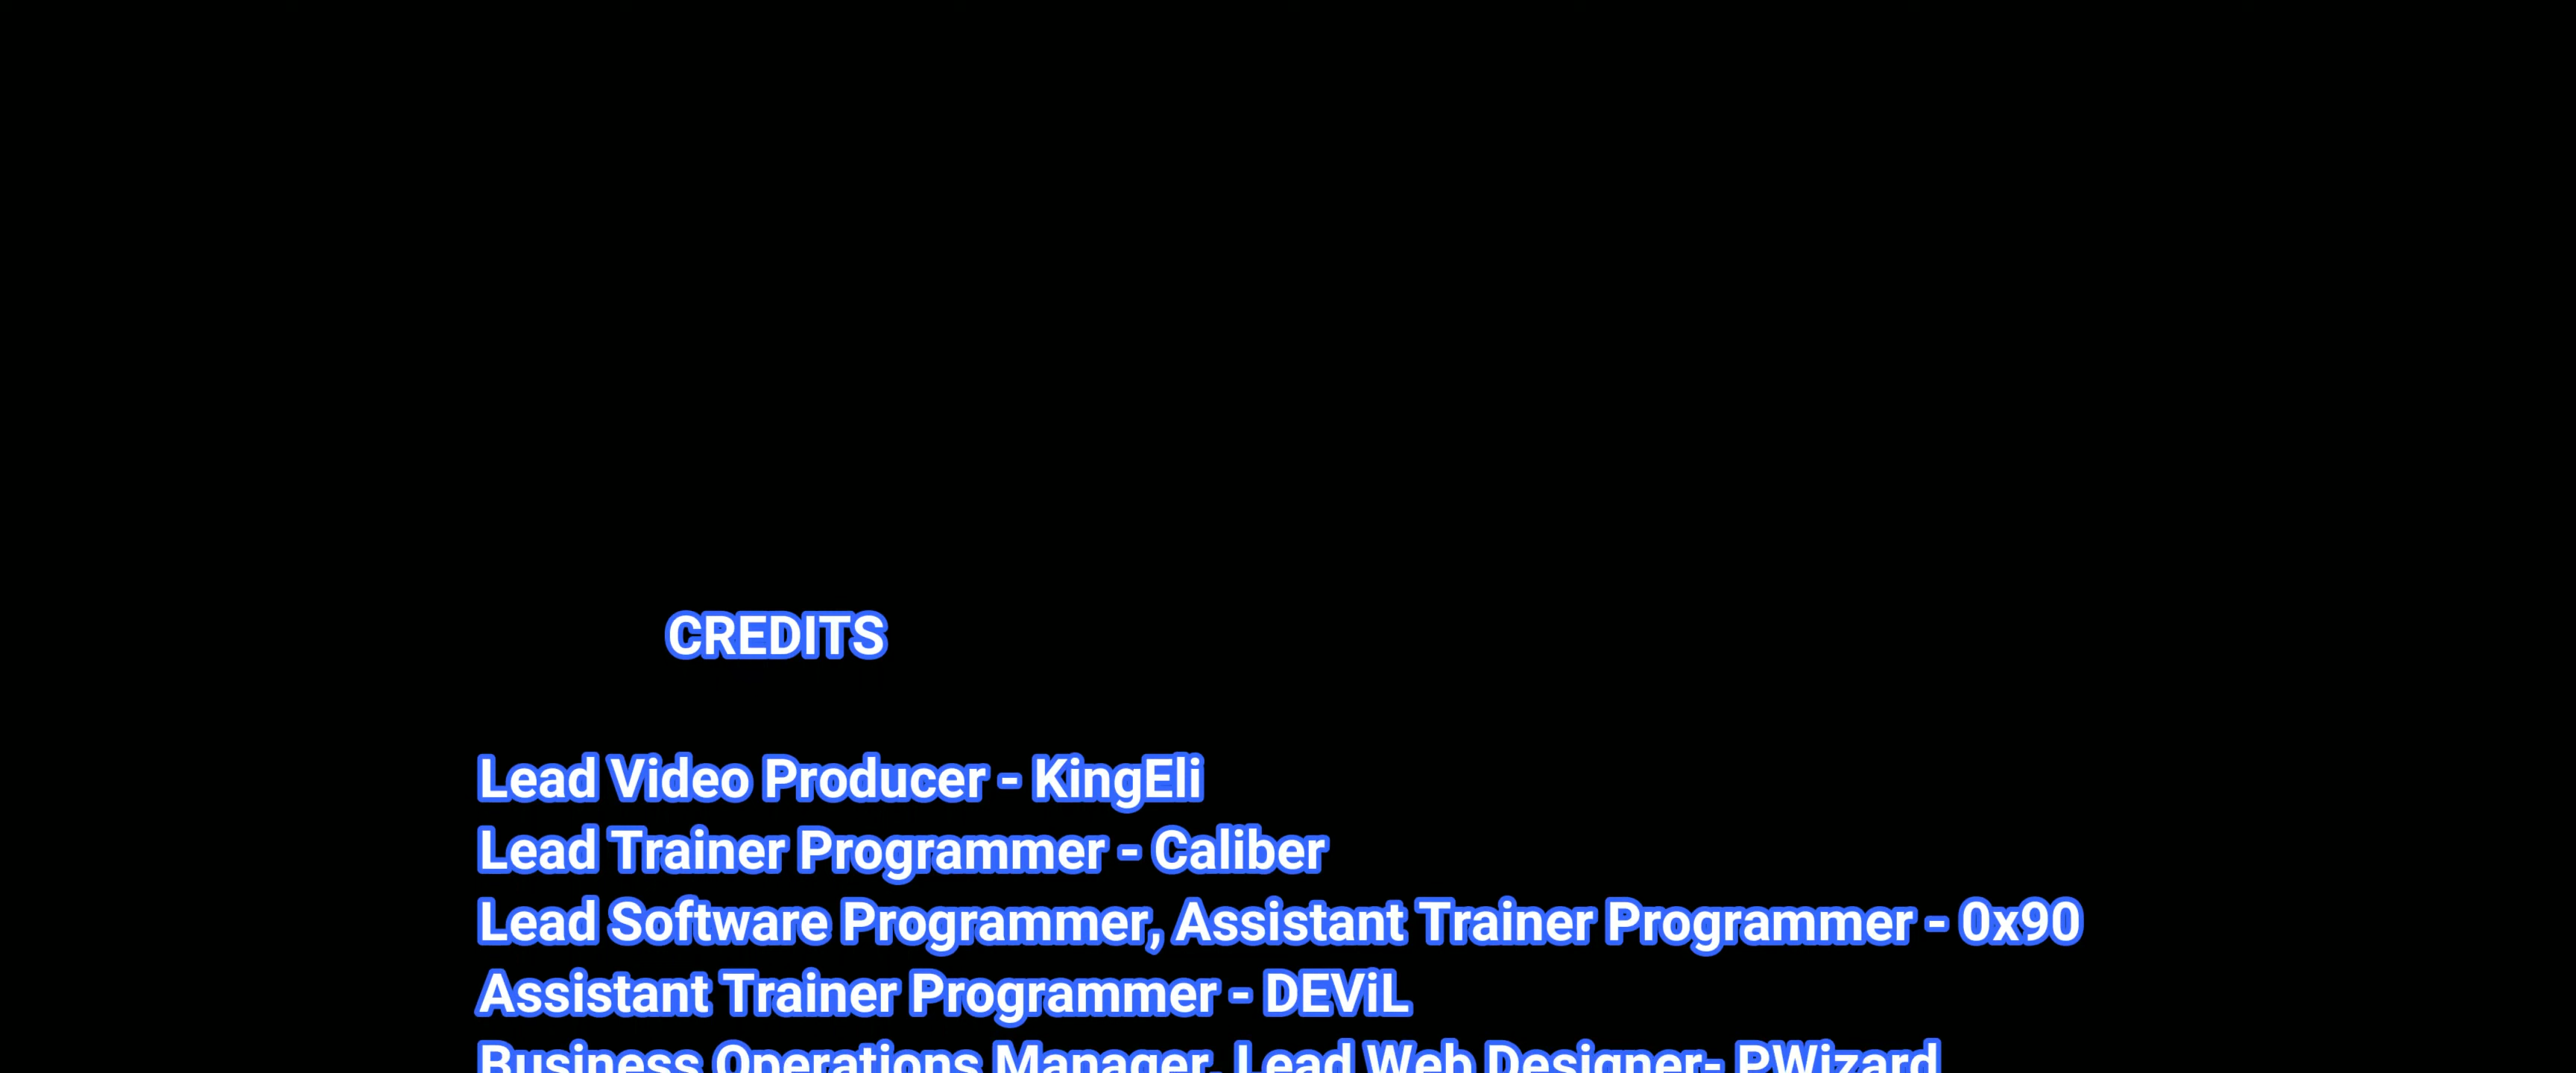 CREDITS
Lead Video Producer - KingEli
Lead Trainer Programmer - Caliber
Lead Software Programmer, Assistant Trainer Programmer - 0x90
Assistant Trainer Programmer - DEViL
Business Operations Manager, Lead Web Designer- PWizard